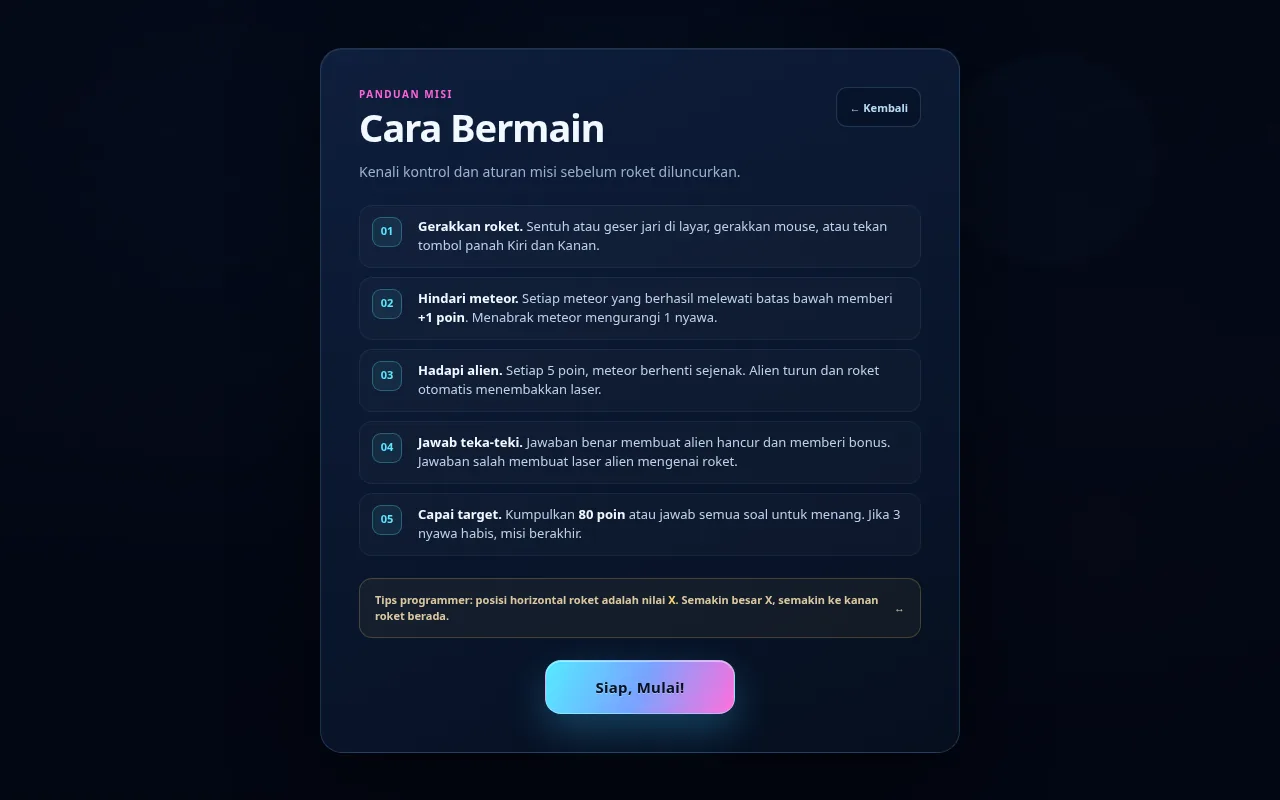 PANDUAN MISI
Cara Bermain
← Kembali
Kenali kontrol dan aturan misi sebelum roket diluncurkan.
01
Gerakkan roket. Sentuh atau geser jari di layar, gerakkan mouse, atau tekan
tombol panah Kiri dan Kanan.
02
Hindari meteor. Setiap meteor yang berhasil melewati batas bawah memberi
+1 poin. Menabrak meteor mengurangi 1 nyawa.
03
Hadapi alien. Setiap 5 poin, meteor berhenti sejenak. Alien turun dan roket
otomatis menembakkan laser.
04
Jawab teka-teki. Jawaban benar membuat alien hancur dan memberi bonus.
Jawaban salah membuat laser alien mengenai roket.
05
Capai target. Kumpulkan 80 poin atau jawab semua soal untuk menang. Jika 3
nyawa habis, misi berakhir.
Tips programmer: posisi horizontal roket adalah nilai X. Semakin besar X, semakin ke kanan
roket berada.
↔
Siap, Mulai!